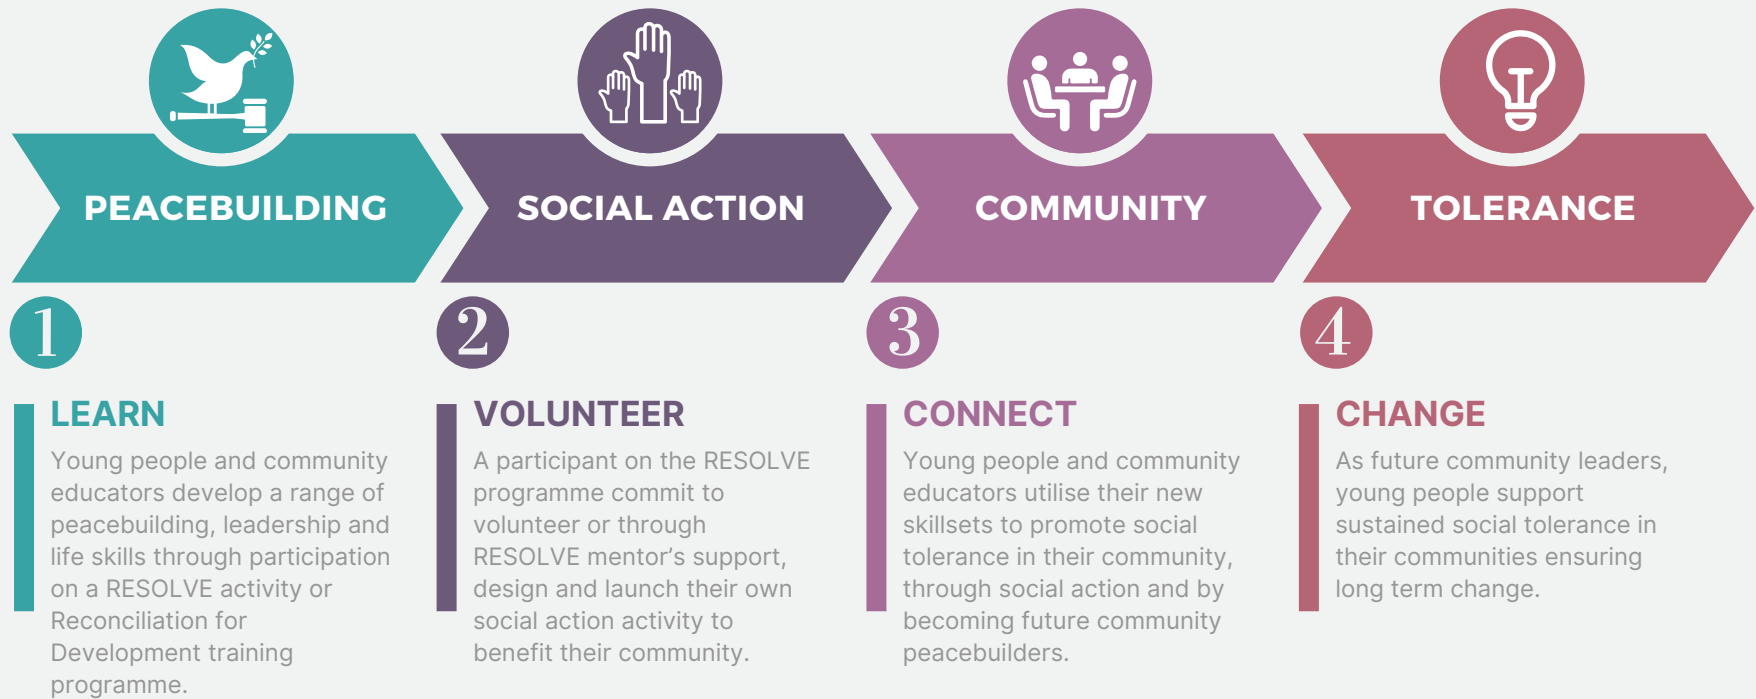 PEACEBUILDING
SOCIAL ACTION
COMMUNITY
TOLERANCE
1
LEARN
Young people and community
educators develop a range of
peacebuilding, leadership and
life skills through participation
on a RESOLVE activity or
Reconciliation for
Development training
programme.
2
VOLUNTEER
A participant on the RESOLVE
programme commit to
volunteer or through
RESOLVE mentor’s support,
design and launch their own
social action activity to
benefit their community.
3
CONNECT
Young people and community
educators utilise their new
skillsets to promote social
tolerance in their community,
through social action and by
becoming future community
peacebuilders.
4
CHANGE
As future community leaders,
young people support
sustained social tolerance in
their communities ensuring
long term change.